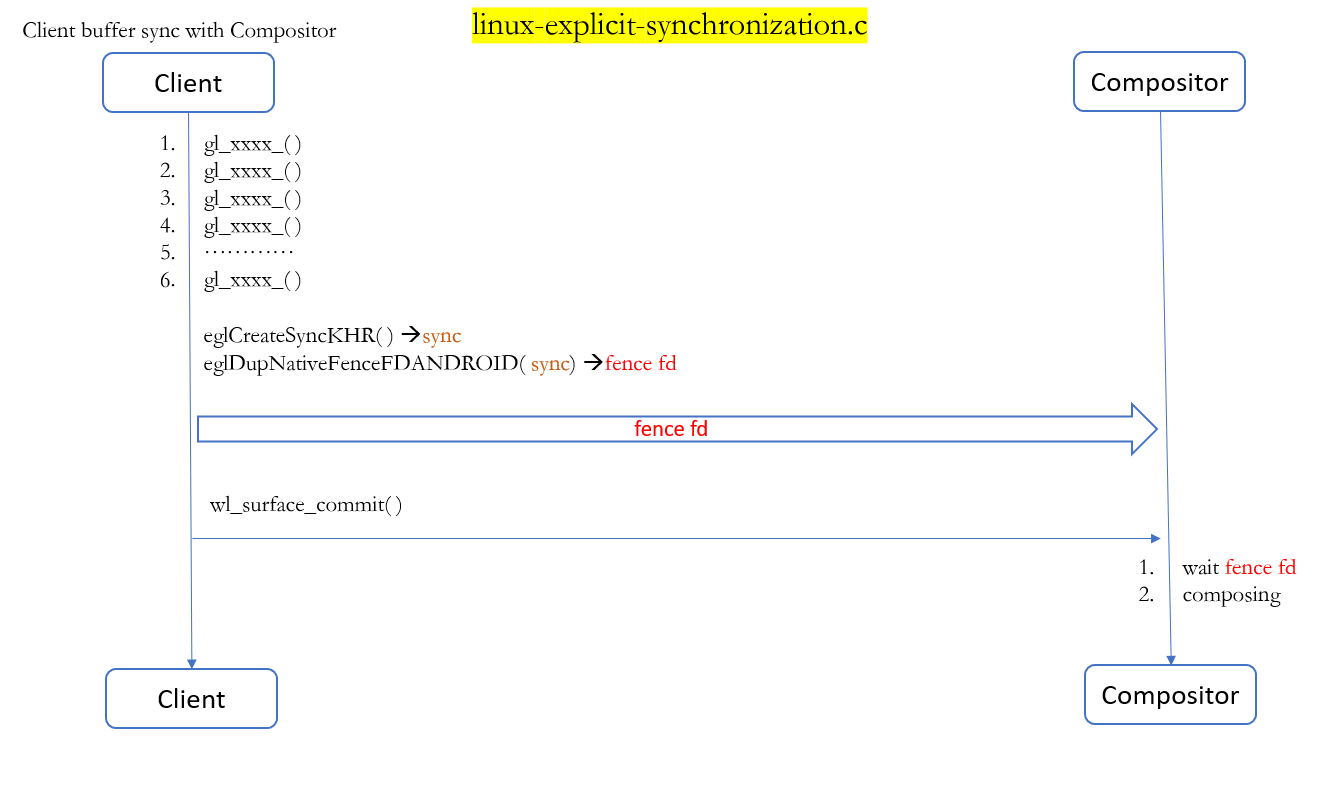 Client buffer sync with Compositor
linux-explicit-synchronization.c
Client
Compositor
1. gl_xxxx_()
2. gl_xxxx_()
3. gl_xxxx_()
4. gl_xxxx_()
5. …………
6. gl_xxxx_()
eglCreateSyncKHR() →sync
eglDupNativeFenceFDANDROID( sync) →fence fd
fence fd
wl_surface_commit()
1. wait fence fd
2. composing
Client
Compositor